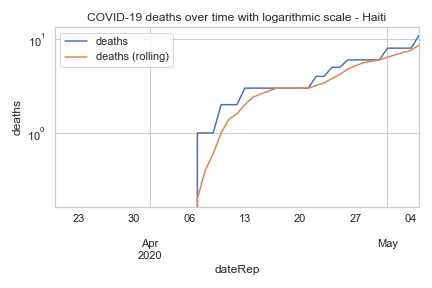 COVID-19 deaths over time with logarithmic scale - Haiti
deaths
deaths (rolling)
10¹
10⁰
deaths
23 30 06 13 20 27 04
Apr May
2020
dateRep